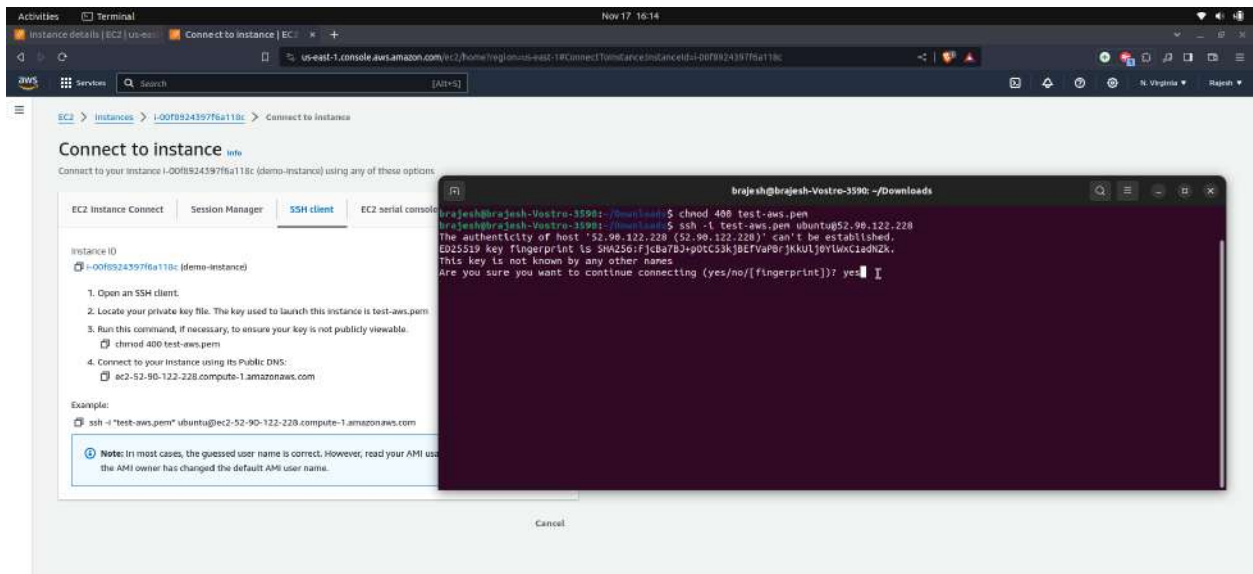 Activities Terminal Nov 17 16:14
Instance details | EC2 | us-east Connect to instance | EC2
us-east-1.console.aws.amazon.com/ec2/home?region=us-east-1#ConnectToInstance:instanceId=i-00f8924397f6a118c
aws Services Search [Alt+S] N. Virginia Rajesh
EC2 > Instances > i-00f8924397f6a118c > Connect to instance
Connect to instance Info
Connect to your instance i-00f8924397f6a118c (demo-instance) using any of these options
EC2 Instance Connect Session Manager SSH client EC2 serial console
Instance ID
i-00f8924397f6a118c (demo-instance)
1. Open an SSH client.
2. Locate your private key file. The key used to launch this instance is test-aws.pem
3. Run this command, if necessary, to ensure your key is not publicly viewable.
chmod 400 test-aws.pem
4. Connect to your instance using its Public DNS:
ec2-52-90-122-228.compute-1.amazonaws.com
Example:
ssh -i "test-aws.pem" ubuntu@ec2-52-90-122-228.compute-1.amazonaws.com
Note: In most cases, the guessed user name is correct. However, read your AMI usa
the AMI owner has changed the default AMI user name.
Cancel
brajesh@brajesh-Vostro-3590: ~/Downloads
brajesh@brajesh-Vostro-3590:~/Downloads$ chmod 400 test-aws.pem
brajesh@brajesh-Vostro-3590:~/Downloads$ ssh -i test-aws.pem ubuntu@52.90.122.228
The authenticity of host '52.90.122.228 (52.90.122.228)' can't be established.
ED25519 key fingerprint is SHA256:FjcBa7BJ+pOtC53kjBEfVaP8rjKkUlj0YiWxC1edNZk.
This key is not known by any other names
Are you sure you want to continue connecting (yes/no/[fingerprint])? yes